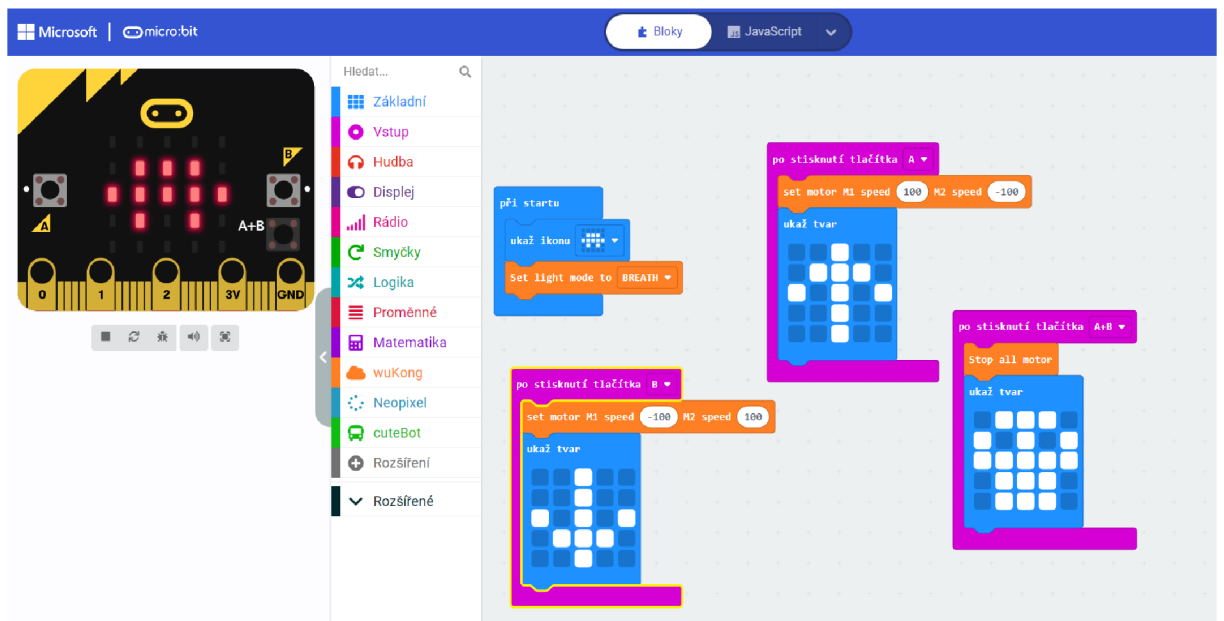 Microsoft micro:bit Bloky JavaScript
B
A
A+B
0 1 2 3V GND
Hledat...
Základní
Vstup
Hudba
Displej
Rádio
Smyčky
Logika
Proměnné
Matematika
wuKong
Neopixel
cuteBot
Rozšíření
Rozšířené
při startu
ukaž ikonu
Set light mode to BREATH
po stisknutí tlačítka A
set motor M1 speed 100 M2 speed -100
ukaž tvar
po stisknutí tlačítka B
set motor M1 speed -100 M2 speed 100
ukaž tvar
po stisknutí tlačítka A+B
Stop all motor
ukaž tvar